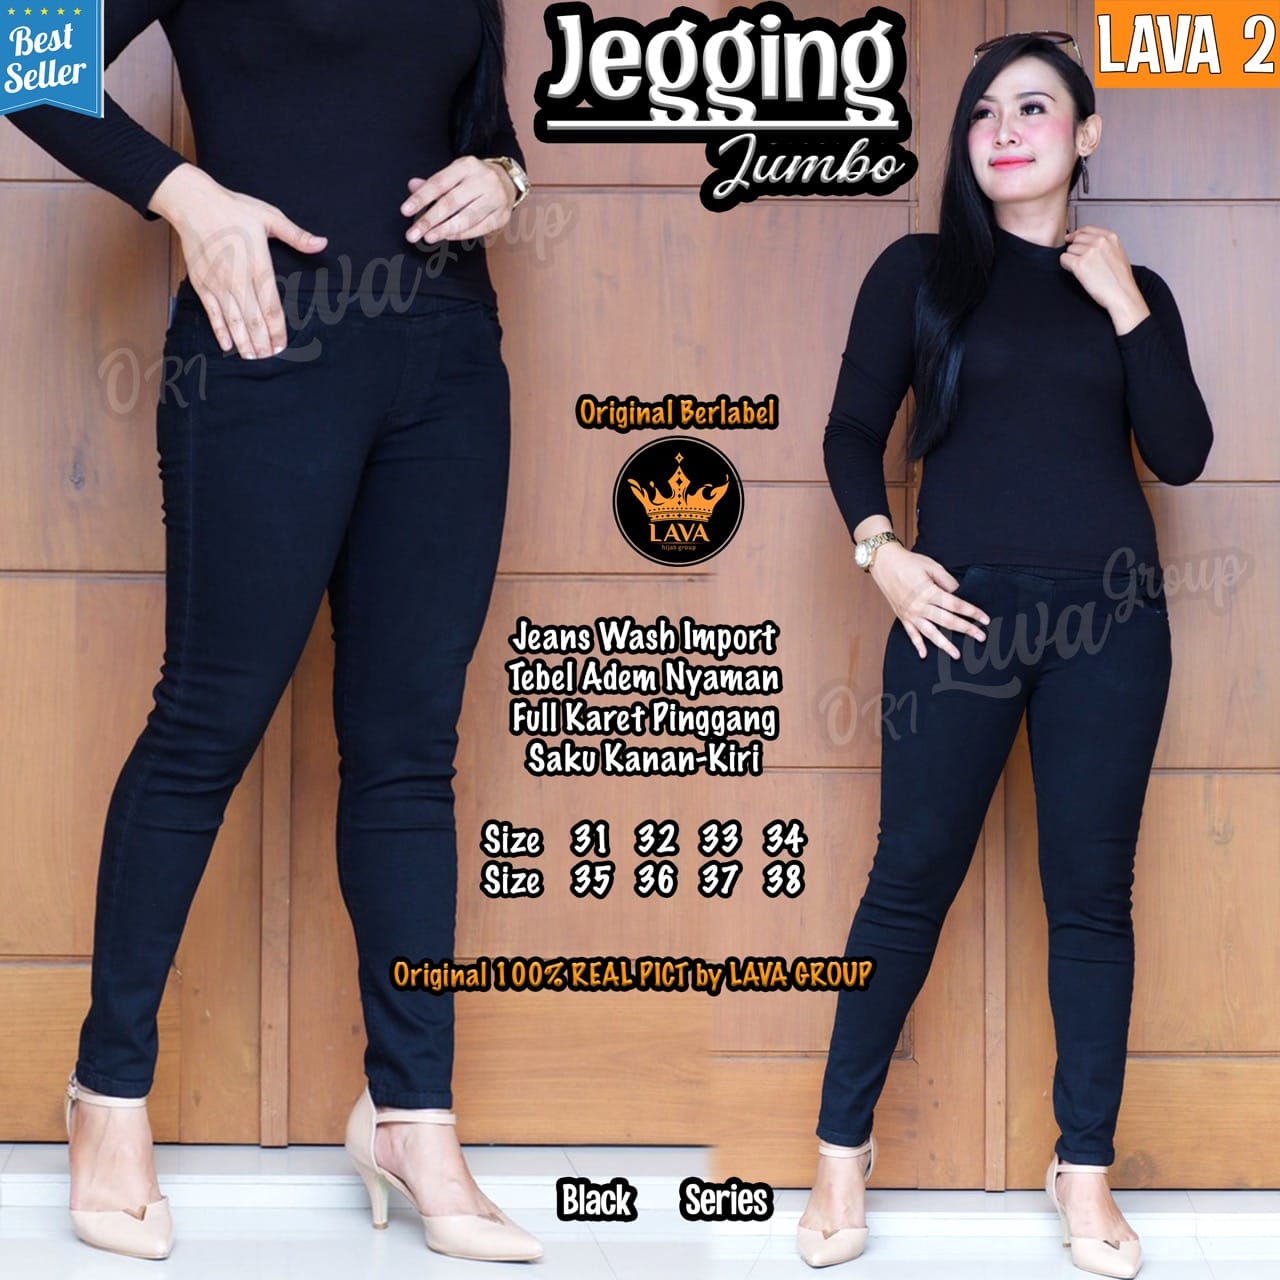 Best
Seller
Jegging
Jumbo
LAVA 2
ORI Lava Group
Original Berlabel
LAVA
hijab group
ORI Lava Group
Jeans Wash Import
Tebel Adem Nyaman
Full Karet Pinggang
Saku Kanan-Kiri
Size 31 32 33 34
Size 35 36 37 38
Original 100% REAL PICT by LAVA GROUP
Black Series